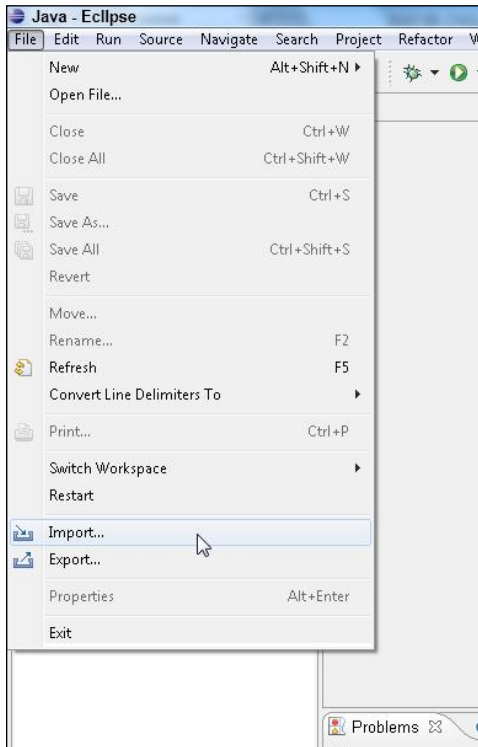 Java - Ecllpse
File Edit Run Source Navigate Search Project Refactor
New Alt+Shift+N
Open File...
Close Ctrl+W
Close All Ctrl+Shift+W
Save Ctrl+S
Save As...
Save All Ctrl+Shift+S
Revert
Move...
Rename... F2
Refresh F5
Convert Line Delimiters To
Print... Ctrl+P
Switch Workspace
Restart
Import...
Export...
Properties Alt+Enter
Exit
Problems